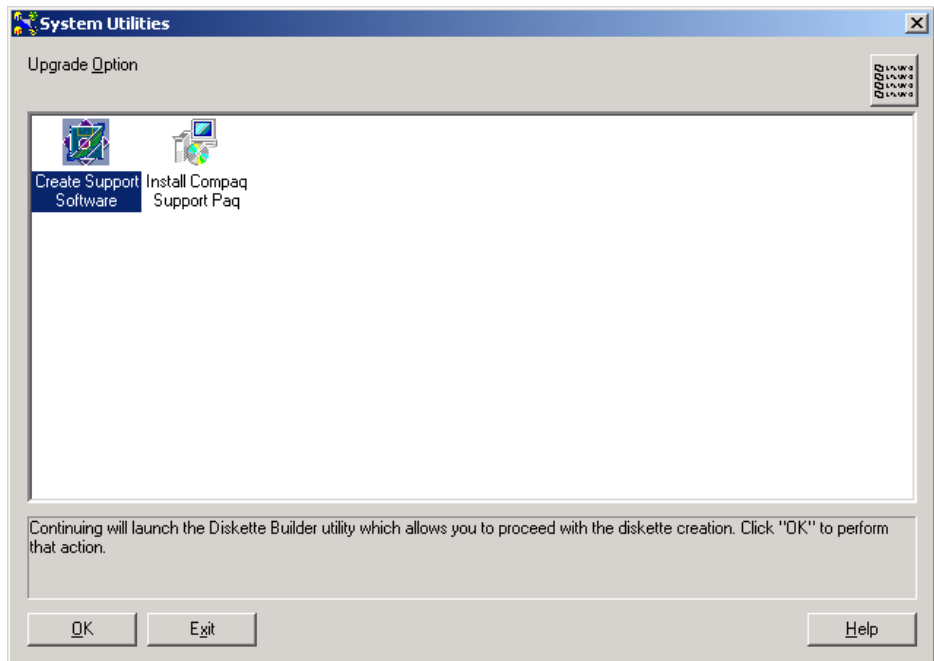 System Utilities
Upgrade Option
Create Support
Software
Install Compaq
Support Paq
Continuing will launch the Diskette Builder utility which allows you to proceed with the diskette creation. Click "OK" to perform
that action.
OK
Exit
Help